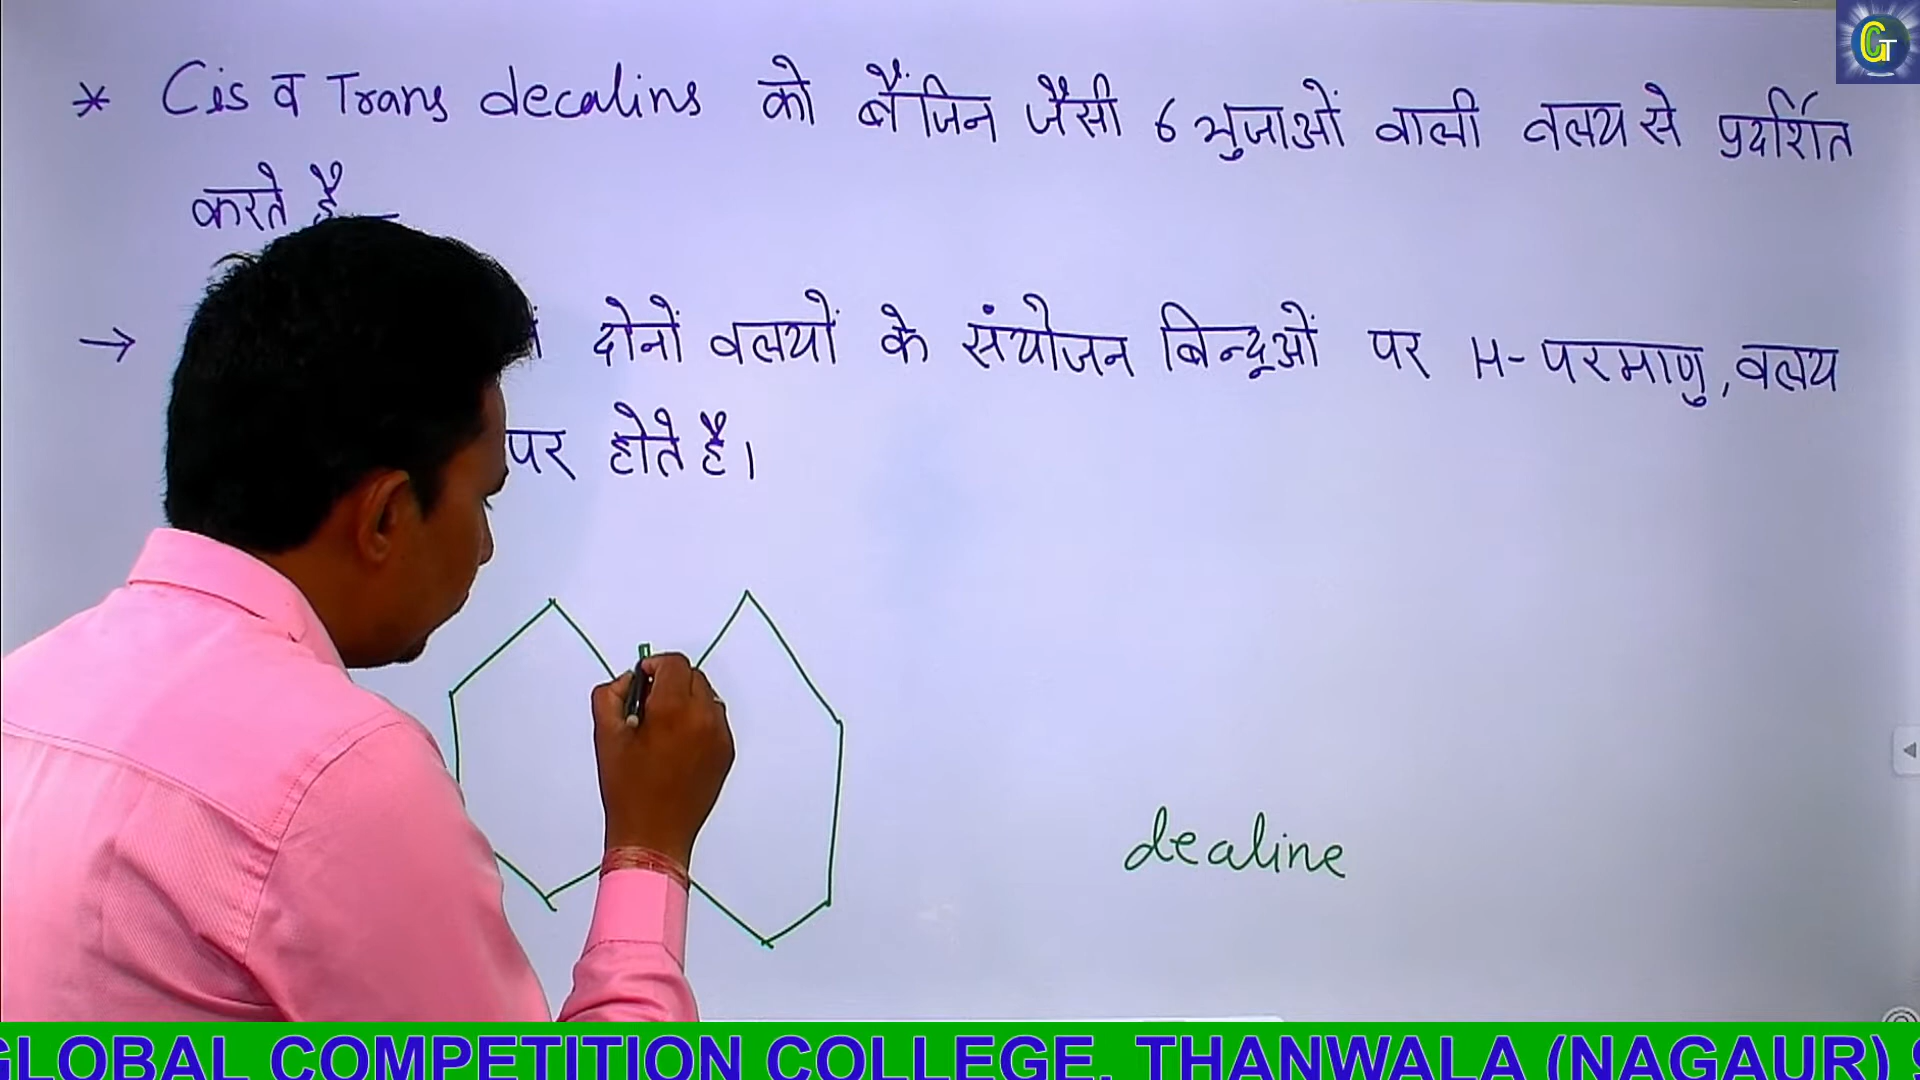 * Cis व Trans decalins को बैंजिन जैसी 6 भुजाओं वाली वलय से प्रदर्शित
करते है
→ दोनों वलयों के संयोजन बिन्दूओं पर H-परमाणु, वलय
पर होते है।
dealine
GLOBAL COMPETITION COLLEGE, THANWALA (NAGAUR)
GT